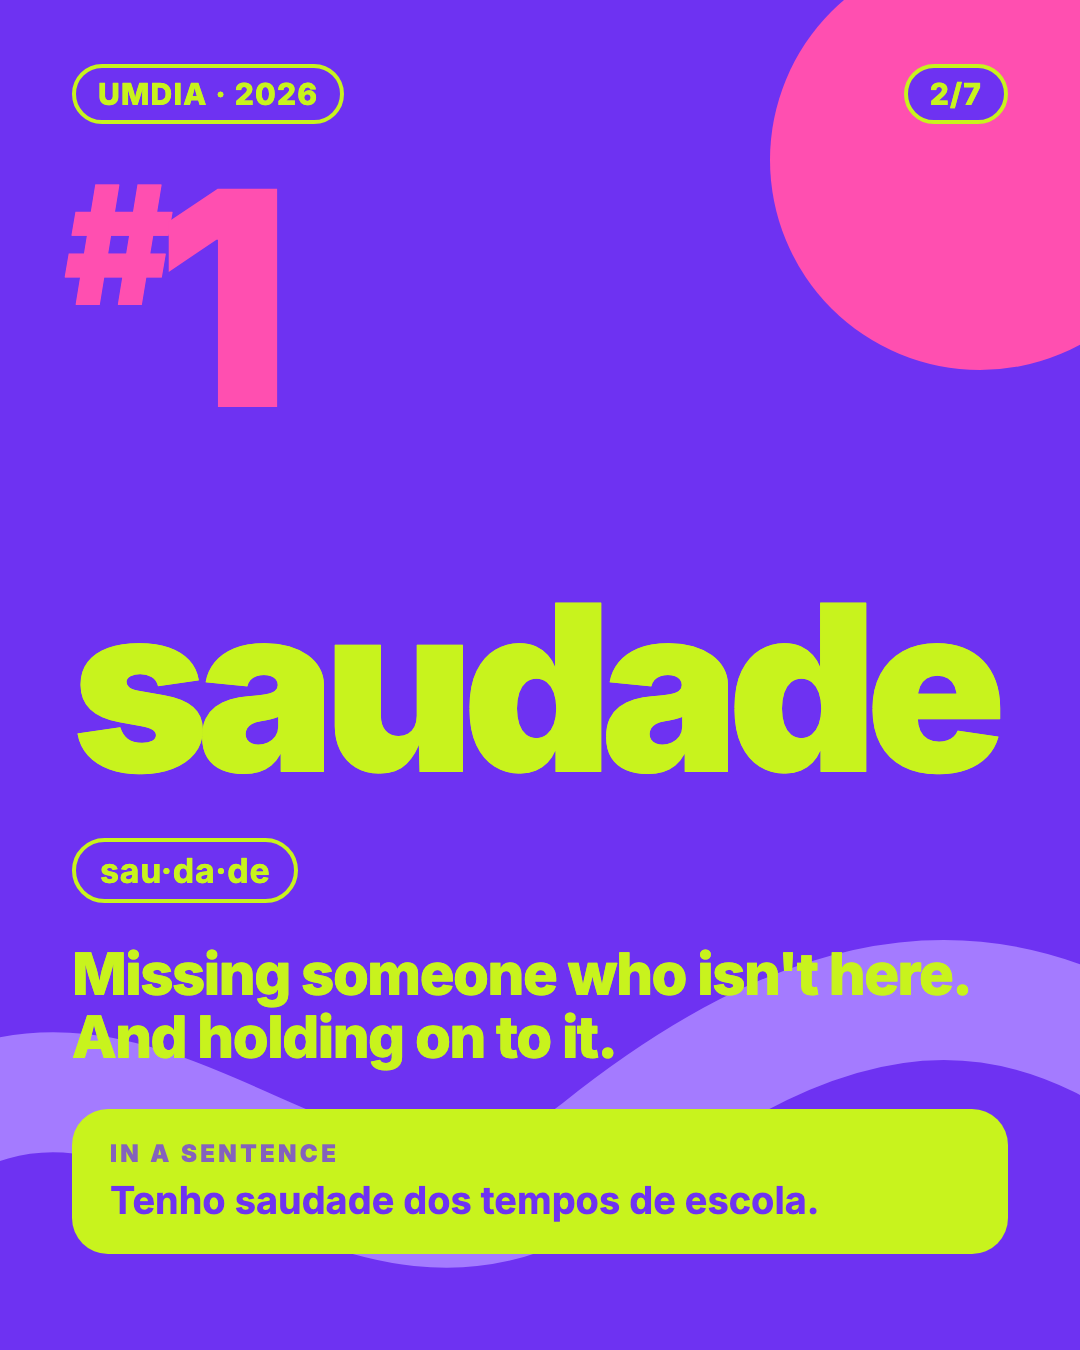 UMDIA · 2026
2/7
#1
saudade
sau·da·de
Missing someone who isn't here.
And holding on to it.
IN A SENTENCE
Tenho saudade dos tempos de escola.